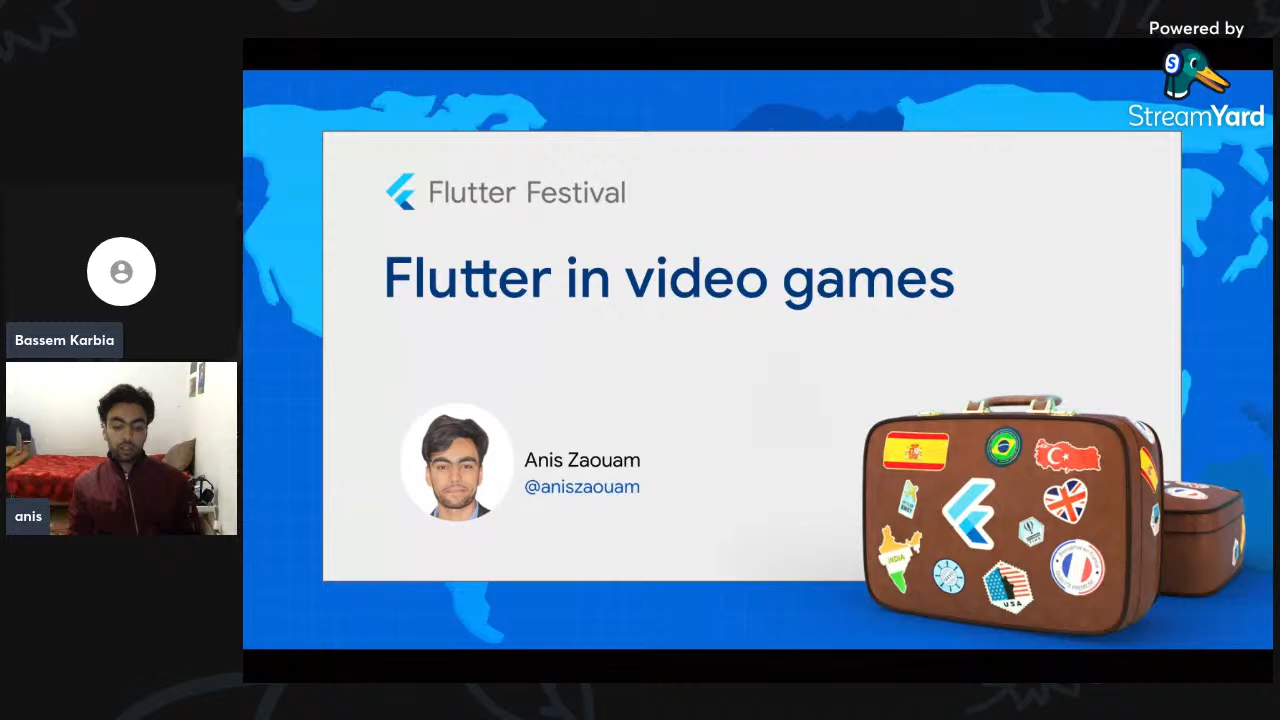 Powered by
S
StreamYard
Flutter Festival
Flutter in video games
Anis Zaouam
@aniszaouam
Bassem Karbia
anis
INDIA
USA